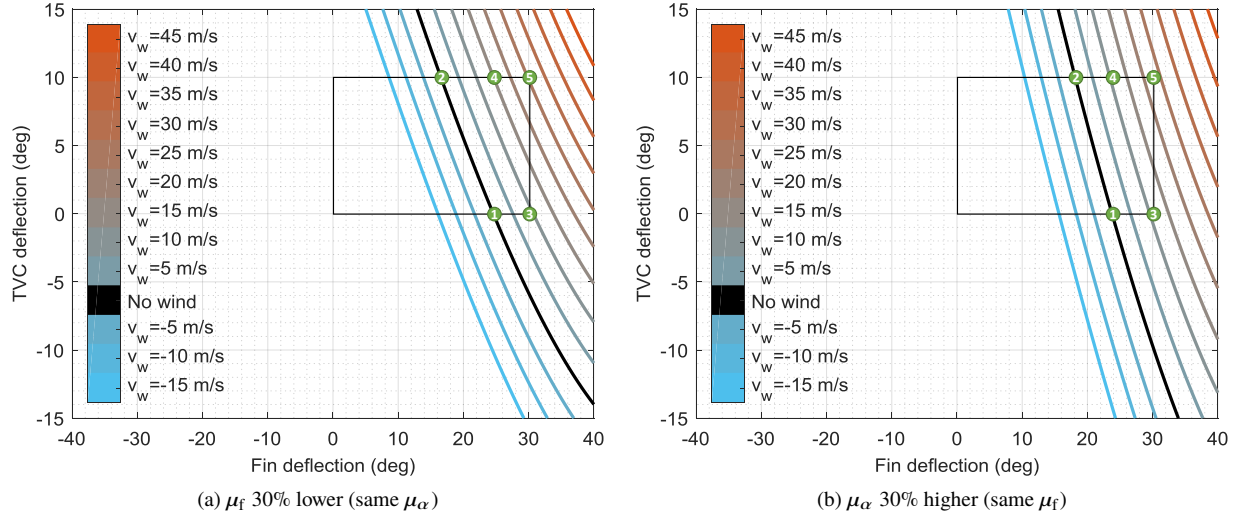 15
10
5
0
-5
-10
-15
TVC deflection (deg)
v_w=45 m/s
v_w=40 m/s
v_w=35 m/s
v_w=30 m/s
v_w=25 m/s
v_w=20 m/s
v_w=15 m/s
v_w=10 m/s
v_w=5 m/s
No wind
v_w=-5 m/s
v_w=-10 m/s
v_w=-15 m/s
2 4 5
1 3
-40 -30 -20 -10 0 10 20 30 40
Fin deflection (deg)
(a) μ_f 30% lower (same μ_α)
15
10
5
0
-5
-10
-15
TVC deflection (deg)
v_w=45 m/s
v_w=40 m/s
v_w=35 m/s
v_w=30 m/s
v_w=25 m/s
v_w=20 m/s
v_w=15 m/s
v_w=10 m/s
v_w=5 m/s
No wind
v_w=-5 m/s
v_w=-10 m/s
v_w=-15 m/s
2 4 5
1 3
-40 -30 -20 -10 0 10 20 30 40
Fin deflection (deg)
(b) μ_α 30% higher (same μ_f)